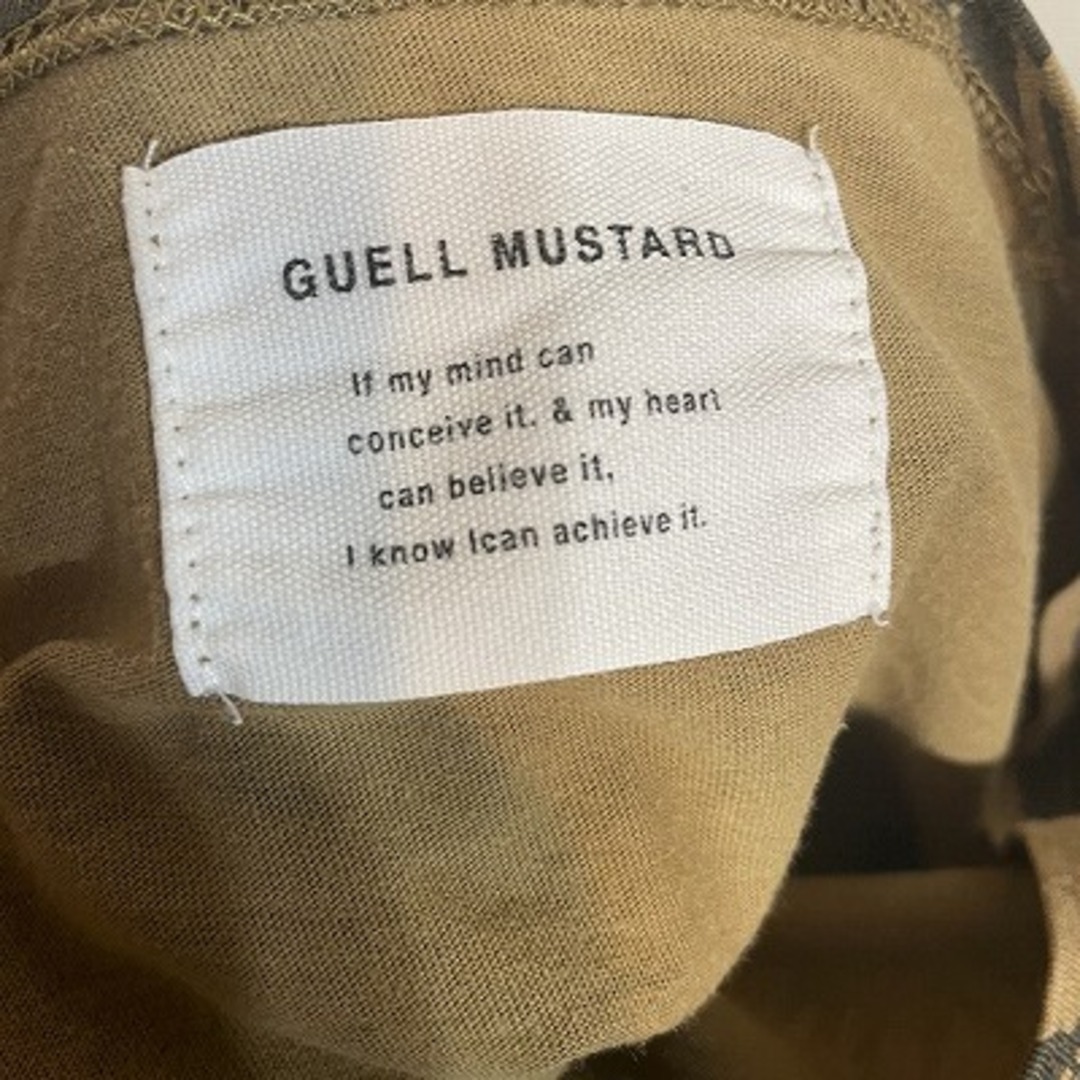 GUELL MUSTARD
If my mind can
conceive it. & my heart
can believe it,
I know Ican achieve it.